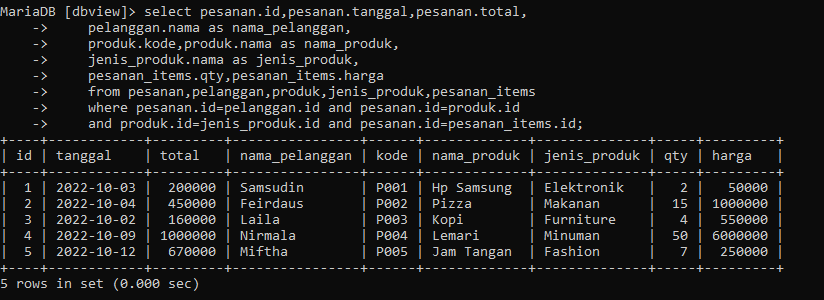 MariaDB [dbview]> select pesanan.id,pesanan.tanggal,pesanan.total,
    ->     pelanggan.nama as nama_pelanggan,
    ->     produk.kode,produk.nama as nama_produk,
    ->     jenis_produk.nama as jenis_produk,
    ->     pesanan_items.qty,pesanan_items.harga
    ->     from pesanan,pelanggan,produk,jenis_produk,pesanan_items
    ->     where pesanan.id=pelanggan.id and pesanan.id=produk.id
    ->     and produk.id=jenis_produk.id and pesanan.id=pesanan_items.id;
+----+------------+---------+----------------+------+-------------+--------------+-----+---------+
| id | tanggal    | total   | nama_pelanggan | kode | nama_produk | jenis_produk | qty | harga   |
+----+------------+---------+----------------+------+-------------+--------------+-----+---------+
|  1 | 2022-10-03 |  200000 | Samsudin       | P001 | Hp Samsung  | Elektronik   |   2 |   50000 |
|  2 | 2022-10-04 |  450000 | Feirdaus       | P002 | Pizza       | Makanan      |  15 | 1000000 |
|  3 | 2022-10-02 |  160000 | Laila          | P003 | Kopi        | Furniture    |   4 |  550000 |
|  4 | 2022-10-09 | 1000000 | Nirmala        | P004 | Lemari      | Minuman      |  50 | 6000000 |
|  5 | 2022-10-12 |  670000 | Miftha         | P005 | Jam Tangan  | Fashion      |   7 |  250000 |
+----+------------+---------+----------------+------+-------------+--------------+-----+---------+
5 rows in set (0.000 sec)